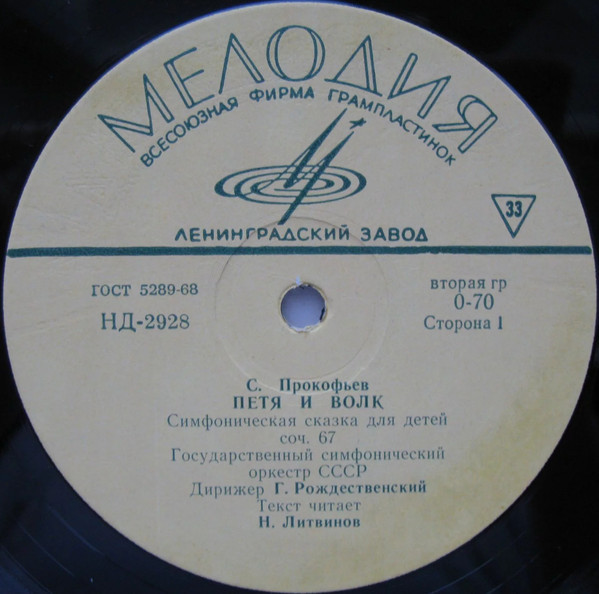 МЕЛОДИЯ
ВСЕСОЮЗНАЯ ФИРМА ГРАМПЛАСТИНОК
33
ЛЕНИНГРАДСКИЙ ЗАВОД
ГОСТ 5289-68
НД-2928
вторая гр
0-70
Сторона 1
С. Прокофьев
ПЕТЯ И ВОЛК
Симфоническая сказка для детей
соч. 67
Государственный симфонический
оркестр СССР
Дирижер Г. Рождественский
Текст читает
Н. Литвинов